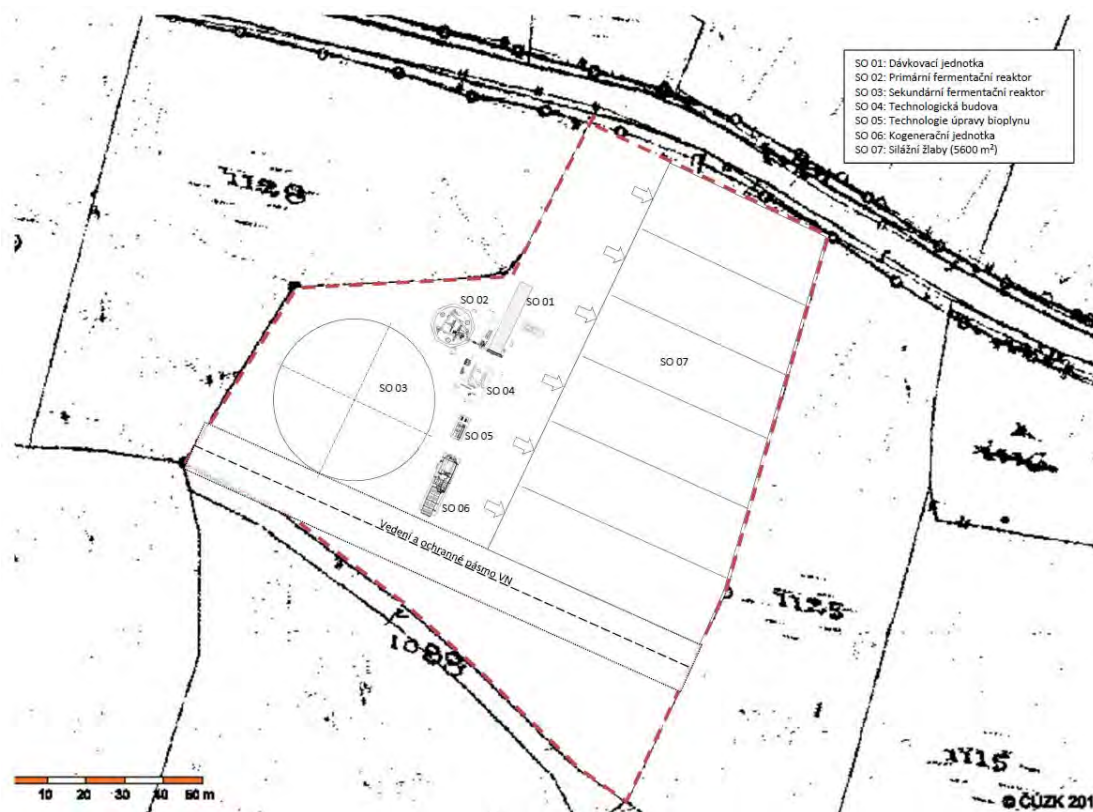 SO 01: Dávkovací jednotka
SO 02: Primární fermentační reaktor
SO 03: Sekundární fermentační reaktor
SO 04: Technologická budova
SO 05: Technologie úpravy bioplynu
SO 06: Kogenerační jednotka
SO 07: Silážní žlaby (5600 m²)
SO 02
SO 01
SO 07
SO 03
SO 04
SO 05
SO 06
Vedení a ochranné pásmo VN
1088
1125
1115
10 20 30 40 50 m
© ČÚZK 201